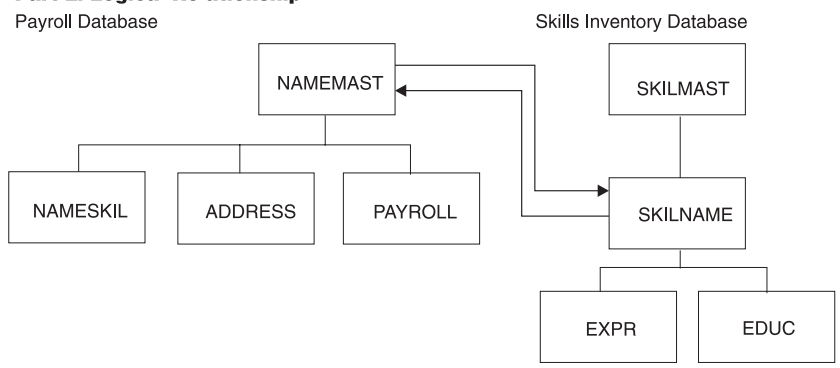 Payroll Database
Skills Inventory Database
NAMEMAST
SKILMAST
NAMESKIL
ADDRESS
PAYROLL
SKILNAME
EXPR
EDUC